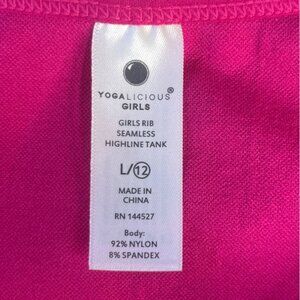 YOGALICIOUS®
GIRLS
GIRLS RIB
SEAMLESS
HIGHLINE TANK
L/12
MADE IN
CHINA
RN 144527
Body:
92% NYLON
8% SPANDEX